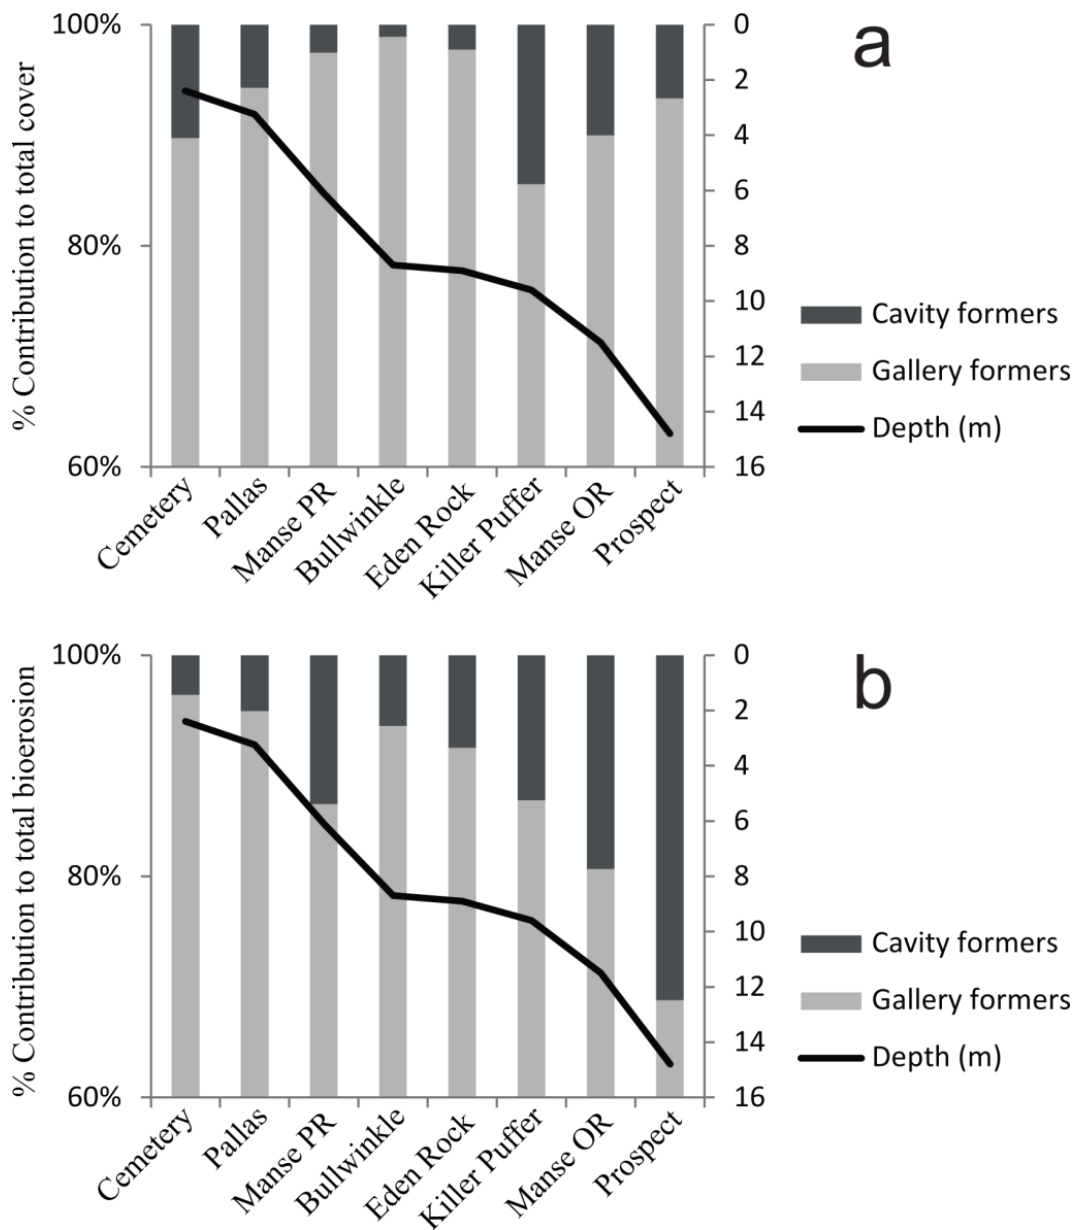 a
% Contribution to total cover
100%
80%
60%
0
2
4
6
8
10
12
14
16
Cemetery
Pallas
Manse PR
Bullwinkle
Eden Rock
Killer Puffer
Manse OR
Prospect
Cavity formers
Gallery formers
Depth (m)
b
% Contribution to total bioerosion
100%
80%
60%
0
2
4
6
8
10
12
14
16
Cemetery
Pallas
Manse PR
Bullwinkle
Eden Rock
Killer Puffer
Manse OR
Prospect
Cavity formers
Gallery formers
Depth (m)